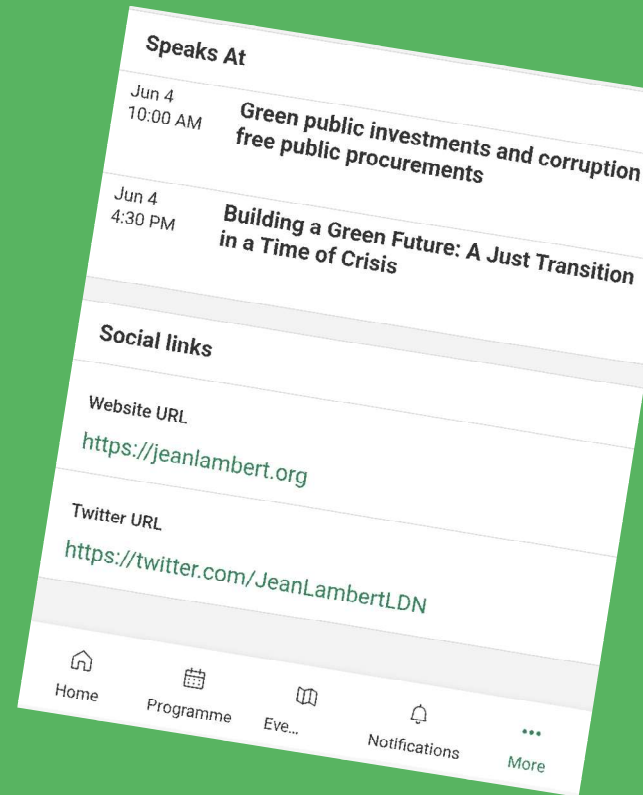 Speaks At
Jun 4
10:00 AM
Green public investments and corruption
free public procurements
Jun 4
4:30 PM
Building a Green Future: A Just Transition
in a Time of Crisis
Social links
Website URL
https://jeanlambert.org
Twitter URL
https://twitter.com/JeanLambertLDN
Home
Programme
Eve...
Notifications
More